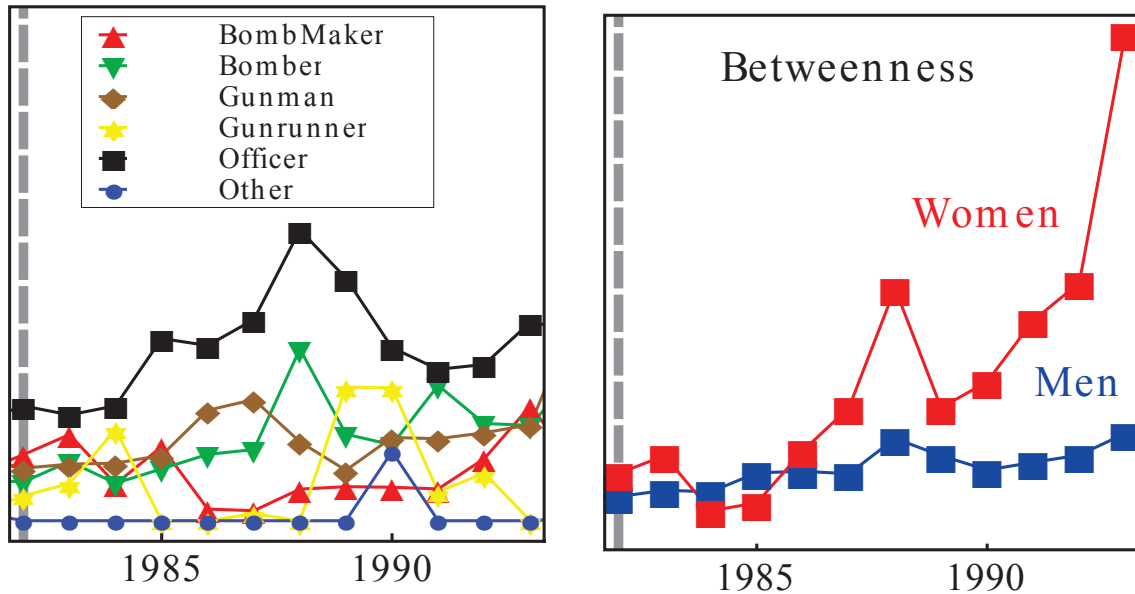 BombMaker
Bomber
Gunman
Gunrunner
Officer
Other
1985 1990
Betweenness
Women
Men
1985 1990